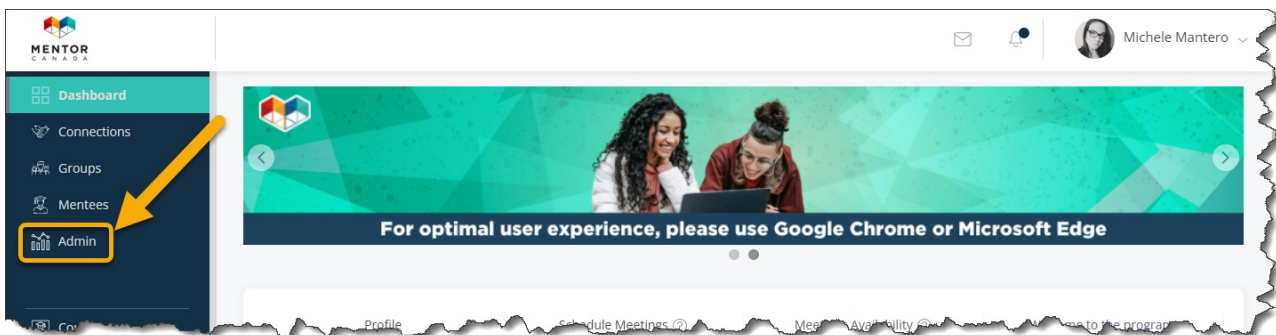 MENTOR
CANADA
Michele Mantero
Dashboard
Connections
Groups
Mentees
Admin
For optimal user experience, please use Google Chrome or Microsoft Edge
Profile
Schedule Meetings